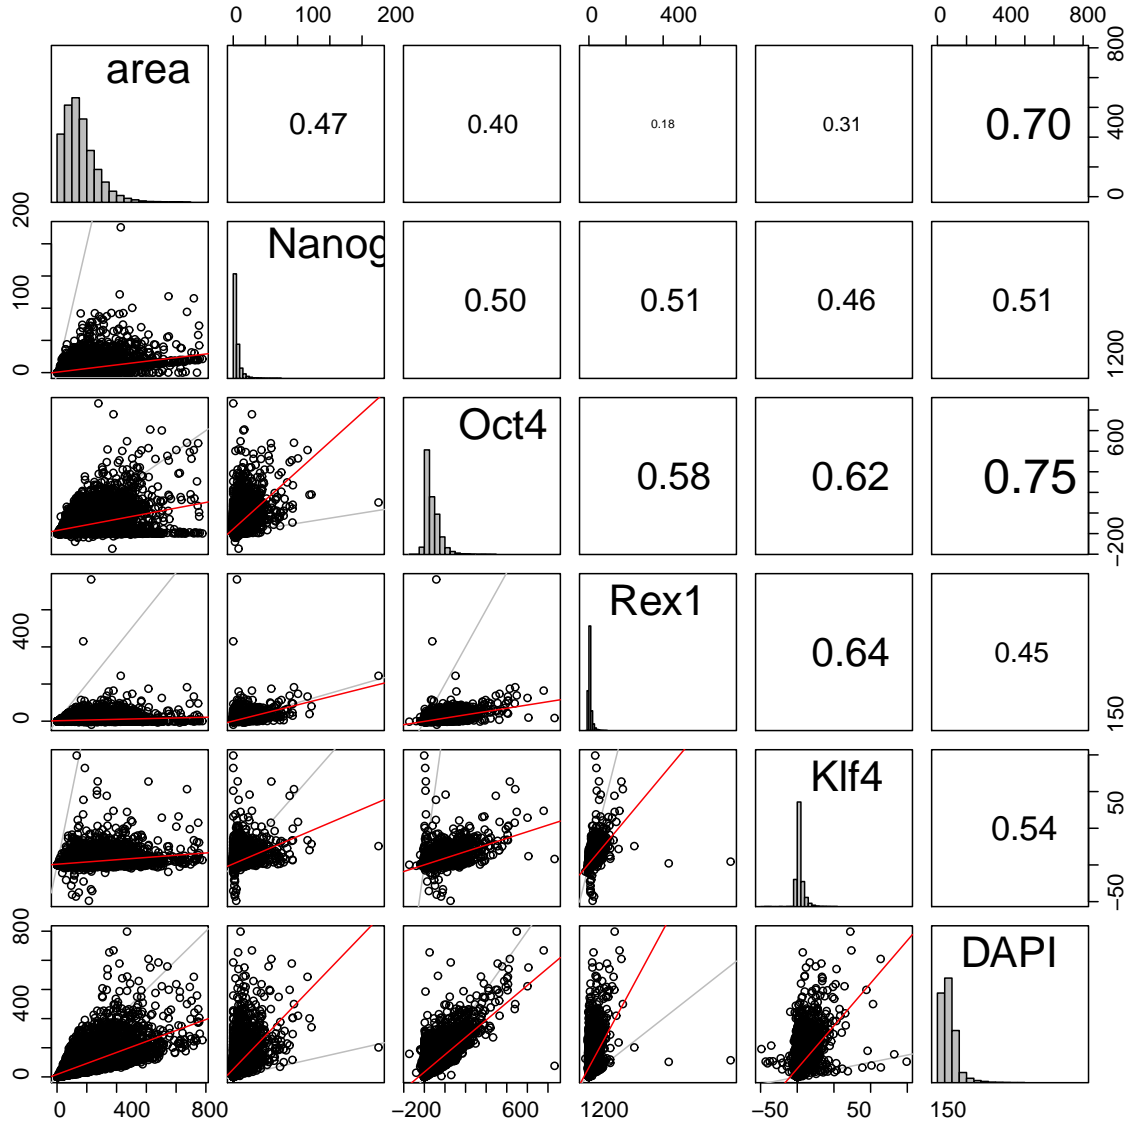 0 100 200 0 400 0 400 800
area 0.47 0.40 0.18 0.31 0.70 0 400 800
0 100 200 Nanog 0.50 0.51 0.46 0.51
Oct4 0.58 0.62 0.75 −200 600 1200
0 400 Rex1 0.64 0.45
Klf4 0.54 −50 50 150
0 400 800 DAPI
0 400 800 −200 600 1200 −50 50 150